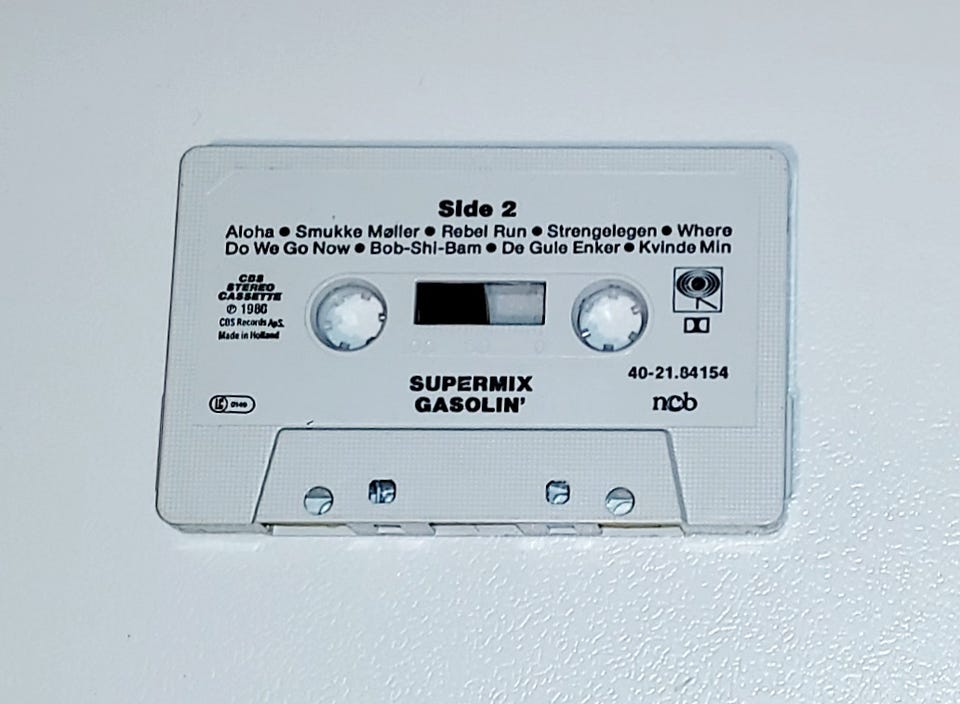 Side 2
Aloha ● Smukke Møller ● Rebel Run ● Strengelegen ● Where
Do We Go Now ● Bob-Shi-Bam ● De Gule Enker ● Kvinde Min
CBS
STEREO
CASSETTE
℗ 1980
CBS Records ApS.
Made in Holland
40-21.84154
SUPERMIX
GASOLIN'
ncb